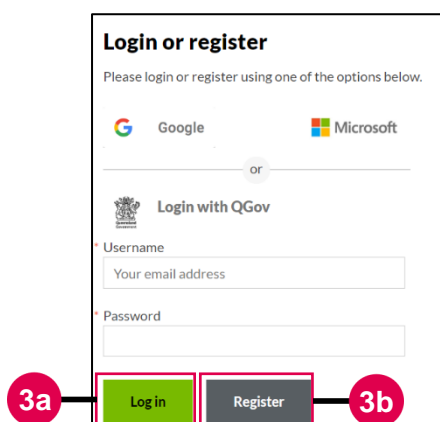 Login or register
Please login or register using one of the options below.
Google Microsoft
or
Login with QGov
* Username
Your email address
* Password
3a Log in Register 3b